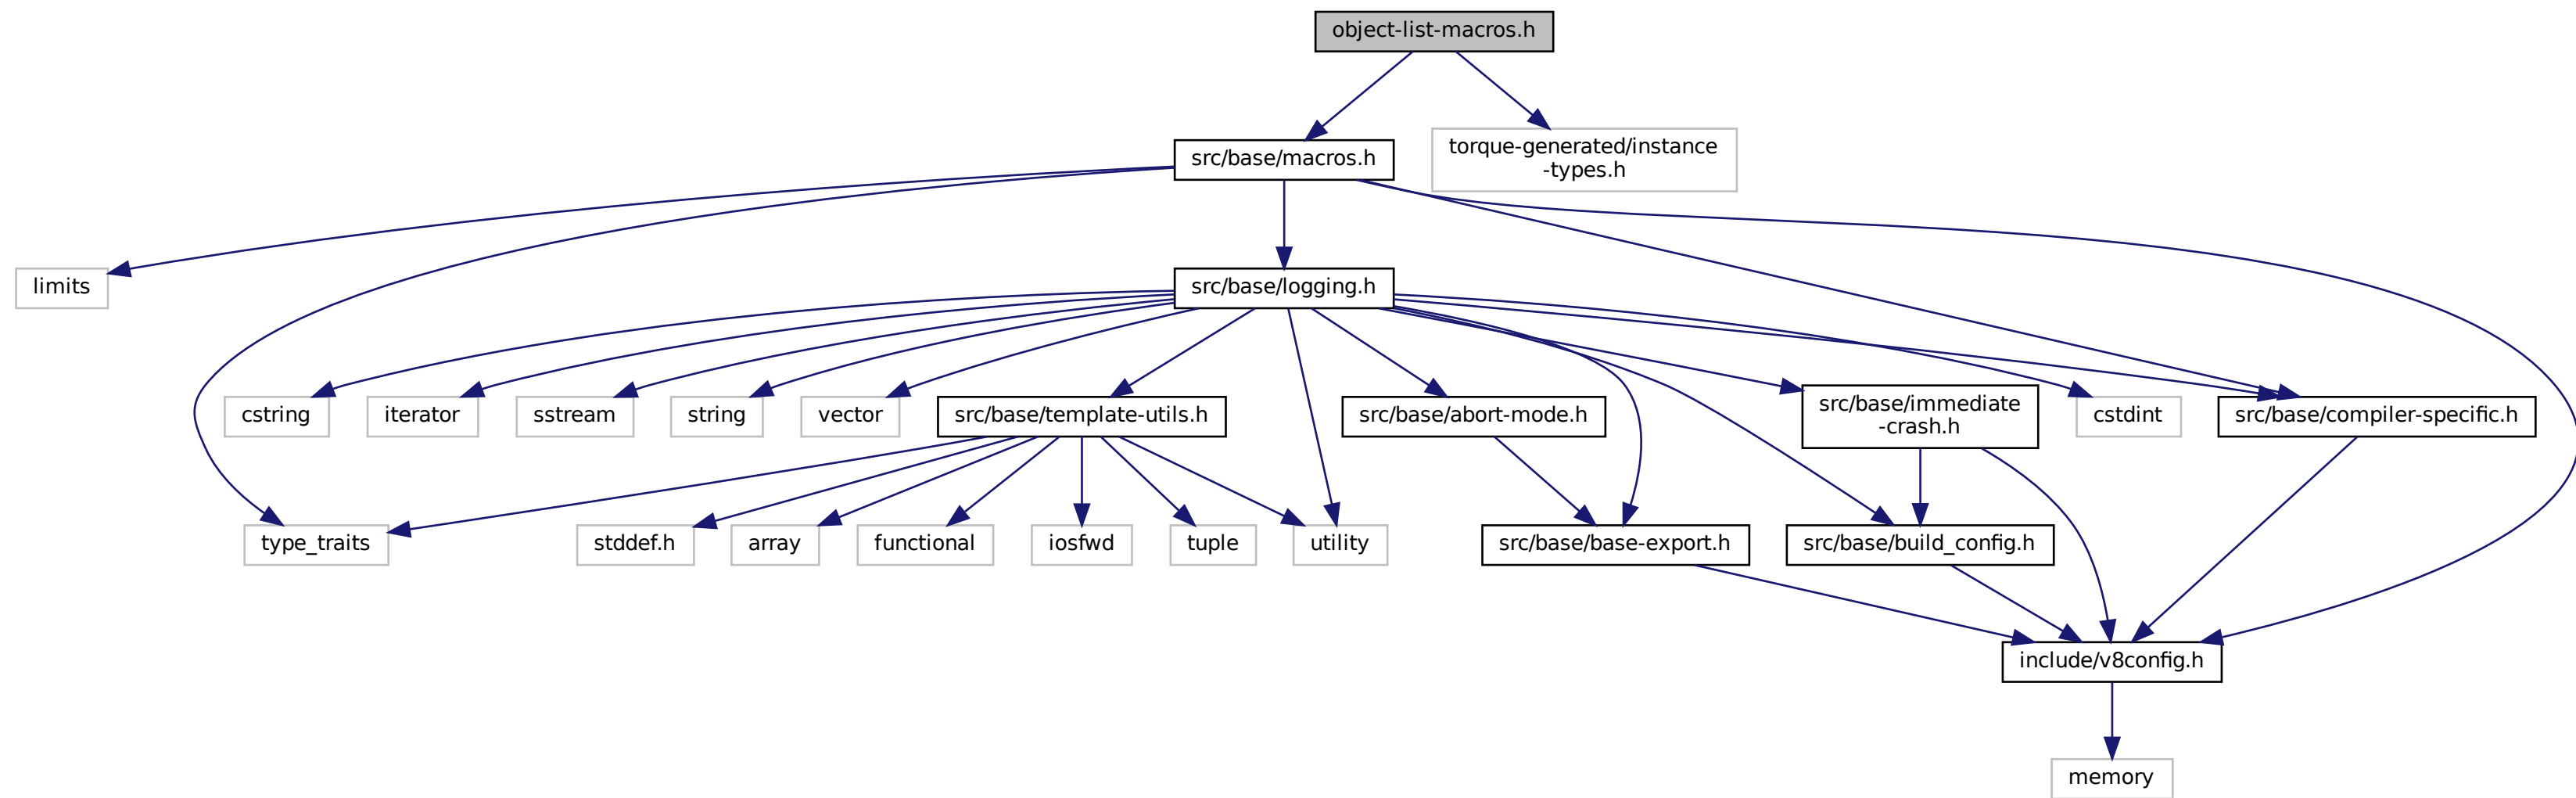 object-list-macros.h
src/base/macros.h
torque-generated/instance
-types.h
limits
src/base/logging.h
cstring
iterator
sstream
string
vector
src/base/template-utils.h
src/base/abort-mode.h
src/base/immediate
-crash.h
cstdint
src/base/compiler-specific.h
type_traits
stddef.h
array
functional
iosfwd
tuple
utility
src/base/base-export.h
src/base/build_config.h
include/v8config.h
memory